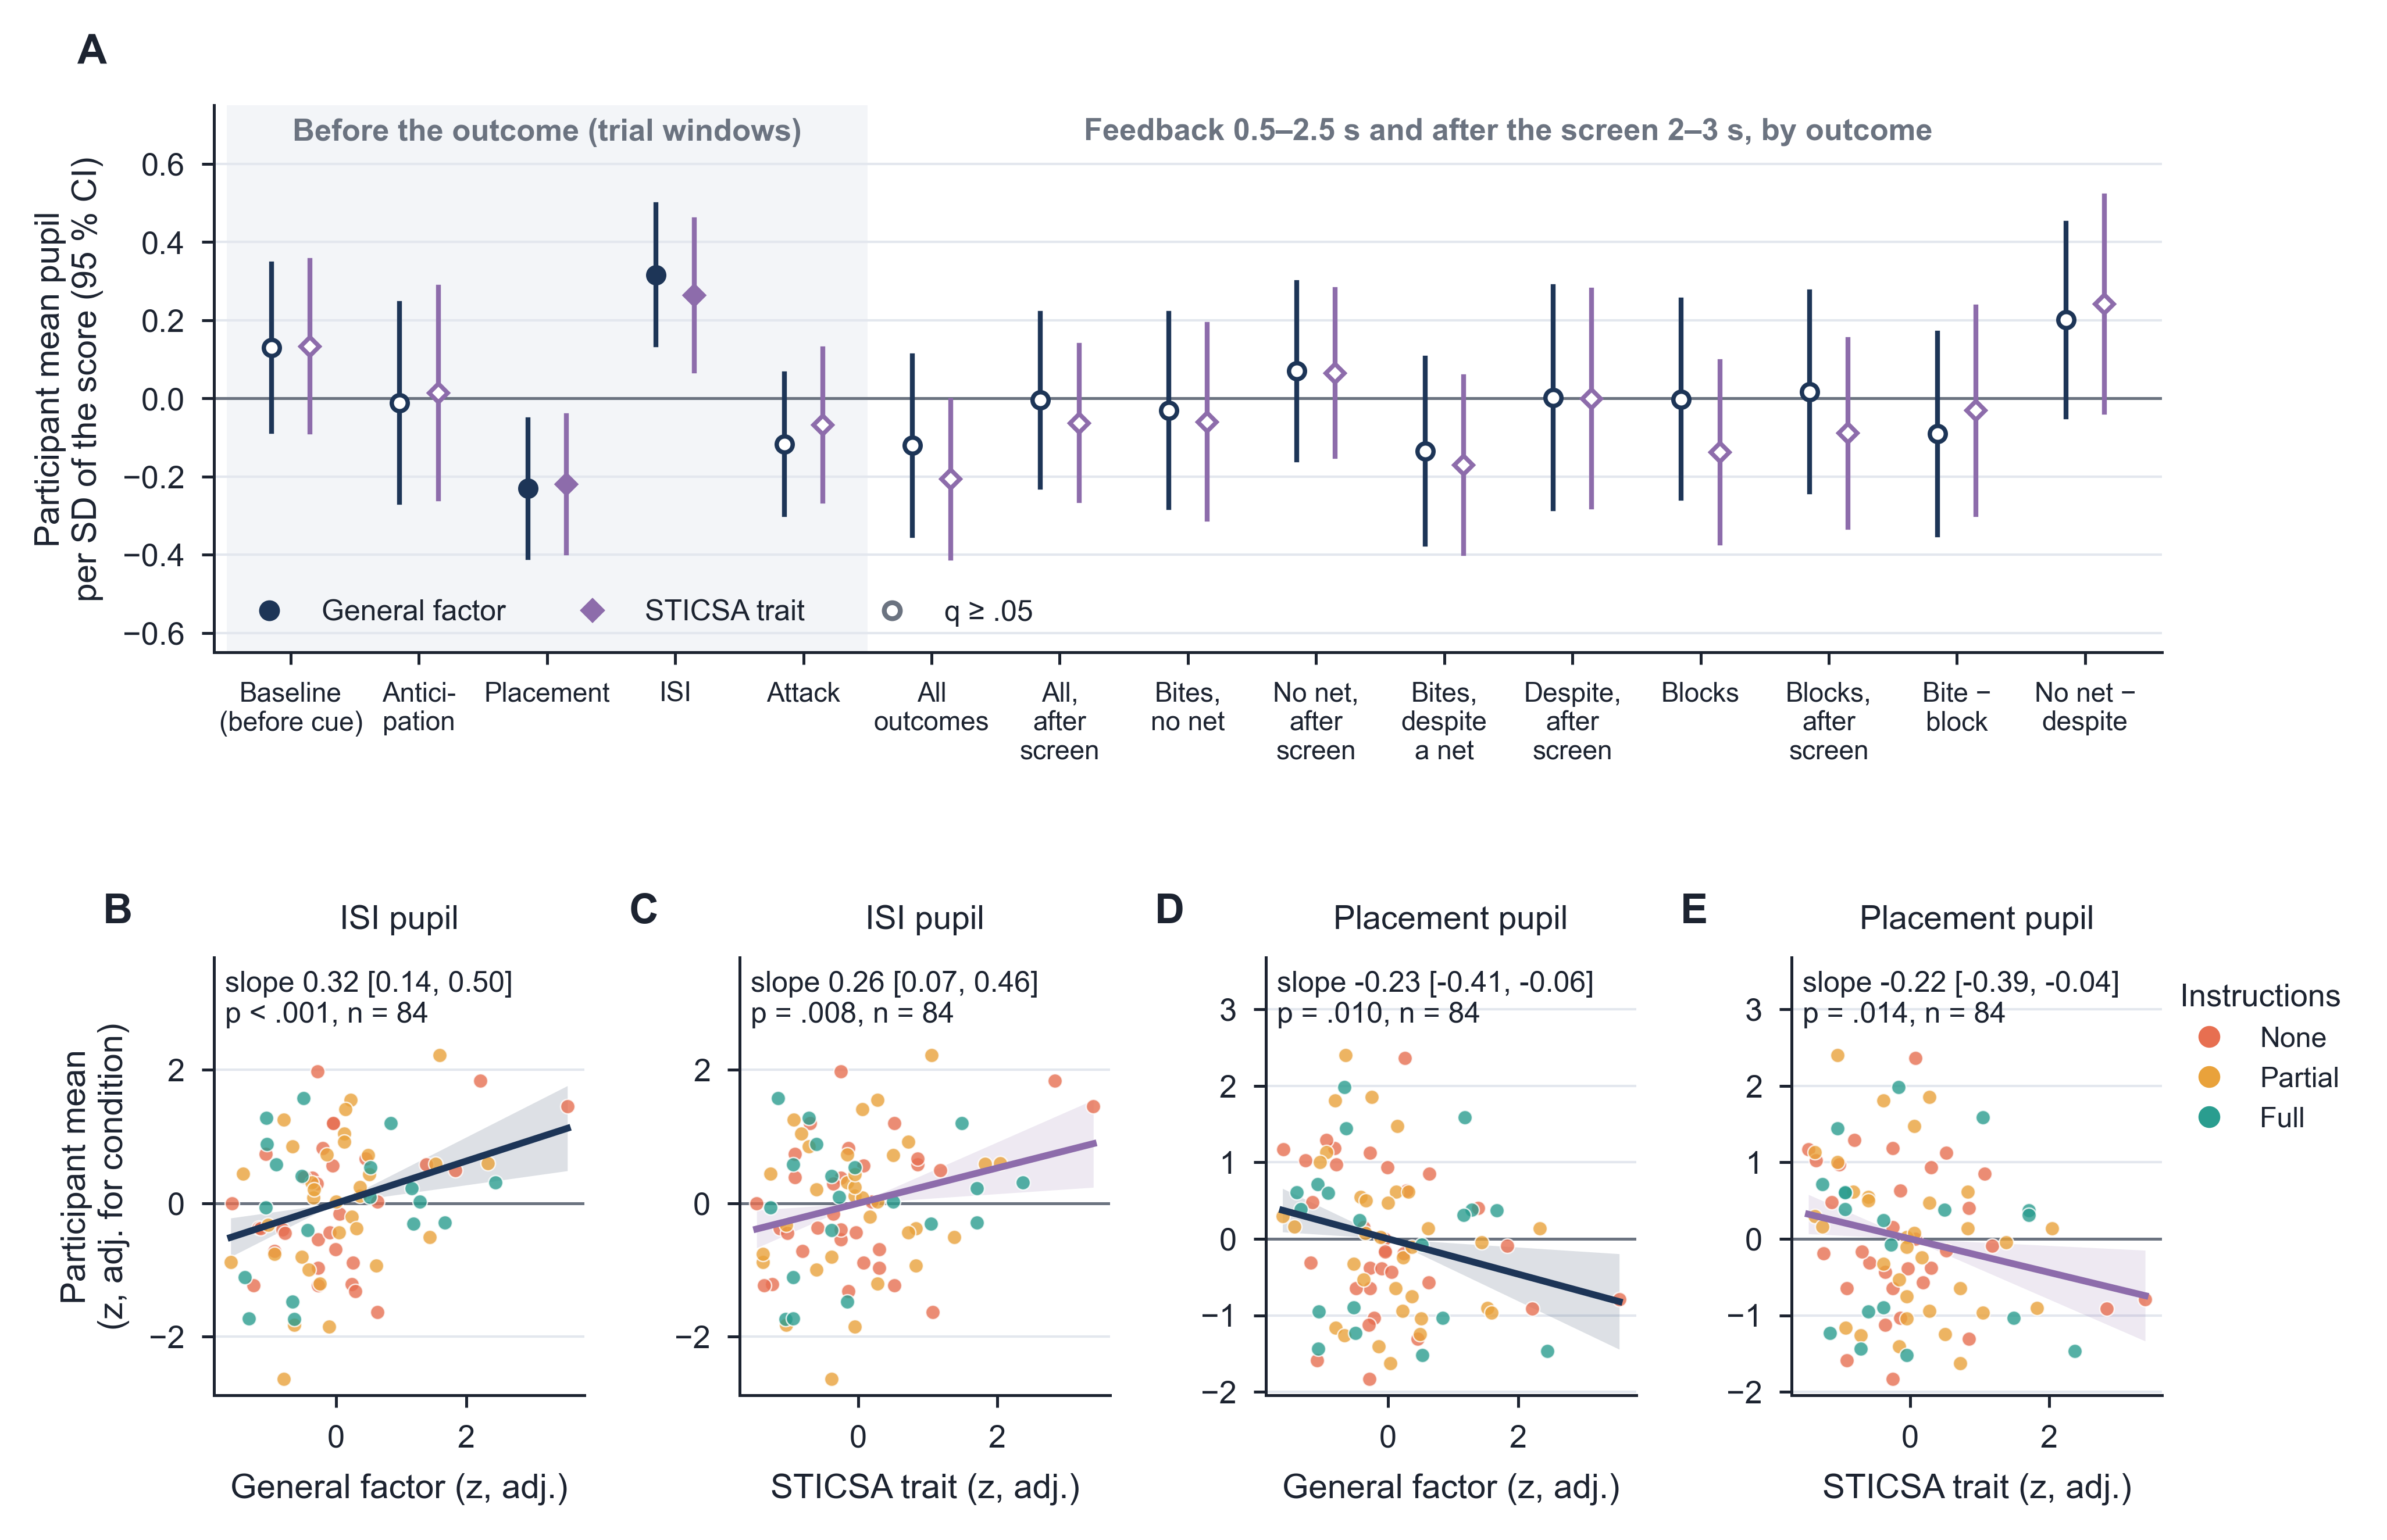 A
Before the outcome (trial windows)
Feedback 0.5–2.5 s and after the screen 2–3 s, by outcome
Participant mean pupil
per SD of the score (95 % CI)
0.6
0.4
0.2
0.0
−0.2
−0.4
−0.6
General factor
STICSA trait
q ≥ .05
Baseline
(before cue)
Antici-
pation
Placement
ISI
Attack
All
outcomes
All,
after
screen
Bites,
no net
No net,
after
screen
Bites,
despite
a net
Despite,
after
screen
Blocks
Blocks,
after
screen
Bite −
block
No net −
despite
B
ISI pupil
slope 0.32 [0.14, 0.50]
p < .001, n = 84
Participant mean
(z, adj. for condition)
2
0
−2
0
2
General factor (z, adj.)
C
ISI pupil
slope 0.26 [0.07, 0.46]
p = .008, n = 84
2
0
−2
0
2
STICSA trait (z, adj.)
D
Placement pupil
slope -0.23 [-0.41, -0.06]
p = .010, n = 84
3
2
1
0
−1
−2
0
2
General factor (z, adj.)
E
Placement pupil
slope -0.22 [-0.39, -0.04]
p = .014, n = 84
3
2
1
0
−1
−2
0
2
STICSA trait (z, adj.)
Instructions
None
Partial
Full